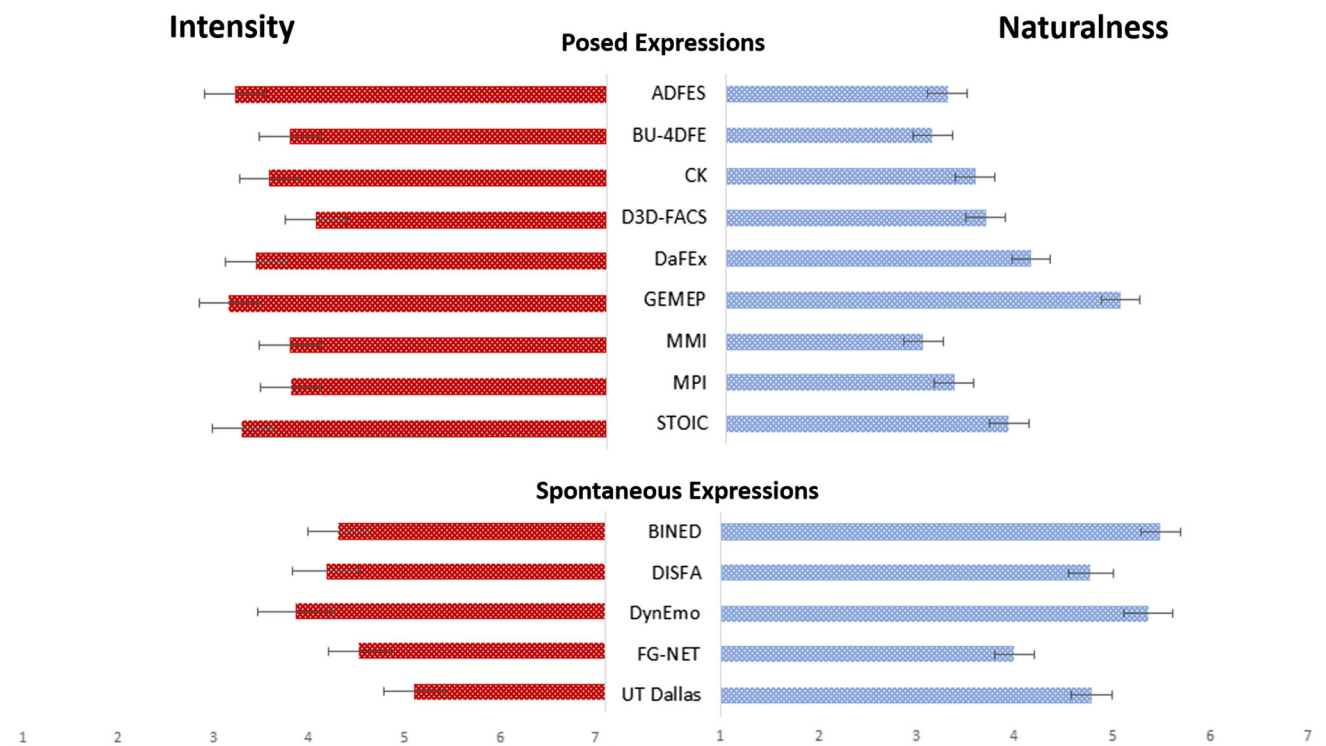 Intensity
Naturalness
Posed Expressions
ADFES
BU-4DFE
CK
D3D-FACS
DaFEx
GEMEP
MMI
MPI
STOIC
Spontaneous Expressions
BINED
DISFA
DynEmo
FG-NET
UT Dallas
1 2 3 4 5 6 7
1 2 3 4 5 6 7